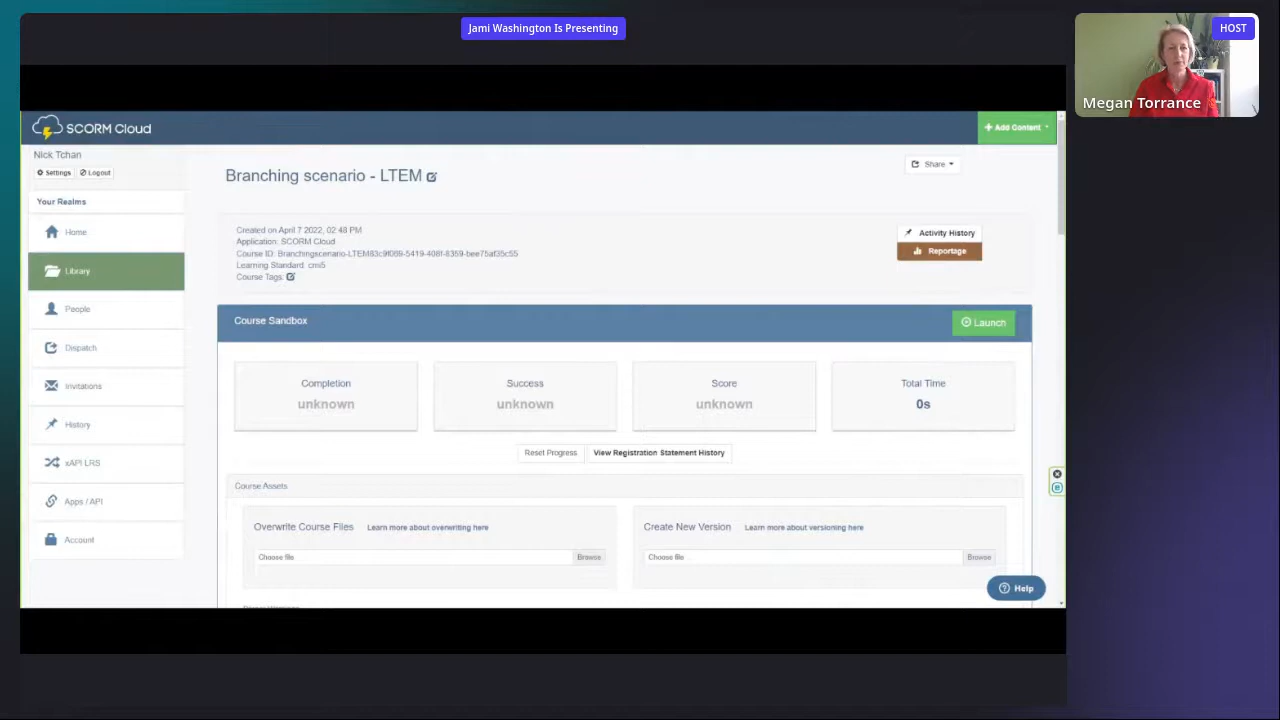 Jami Washington Is Presenting
HOST
Megan Torrance
SCORM Cloud
Add Content
Nick Tchan
Settings
Logout
Your Realms
Home
Library
People
Dispatch
Invitations
History
xAPI LRS
Apps / API
Account
Branching scenario - LTEM
Share
Created on April 7 2022, 02:48 PM
Application: SCORM Cloud
Course ID: Branchingscenario-LTEM83c9f069-5419-408f-8359-bee75af35c55
Learning Standard: cmi5
Course Tags:
Activity History
Reportage
Course Sandbox
Launch
Completion
unknown
Success
unknown
Score
unknown
Total Time
0s
Reset Progress
View Registration Statement History
Course Assets
Overwrite Course Files Learn more about overwriting here
Choose file Browse
Create New Version Learn more about versioning here
Choose file Browse
Help